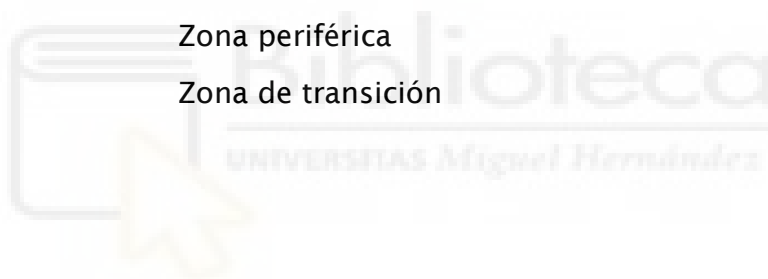 Zona periférica
Biblioteca
Zona de transición
UNIVERSITAS Miguel Hernández